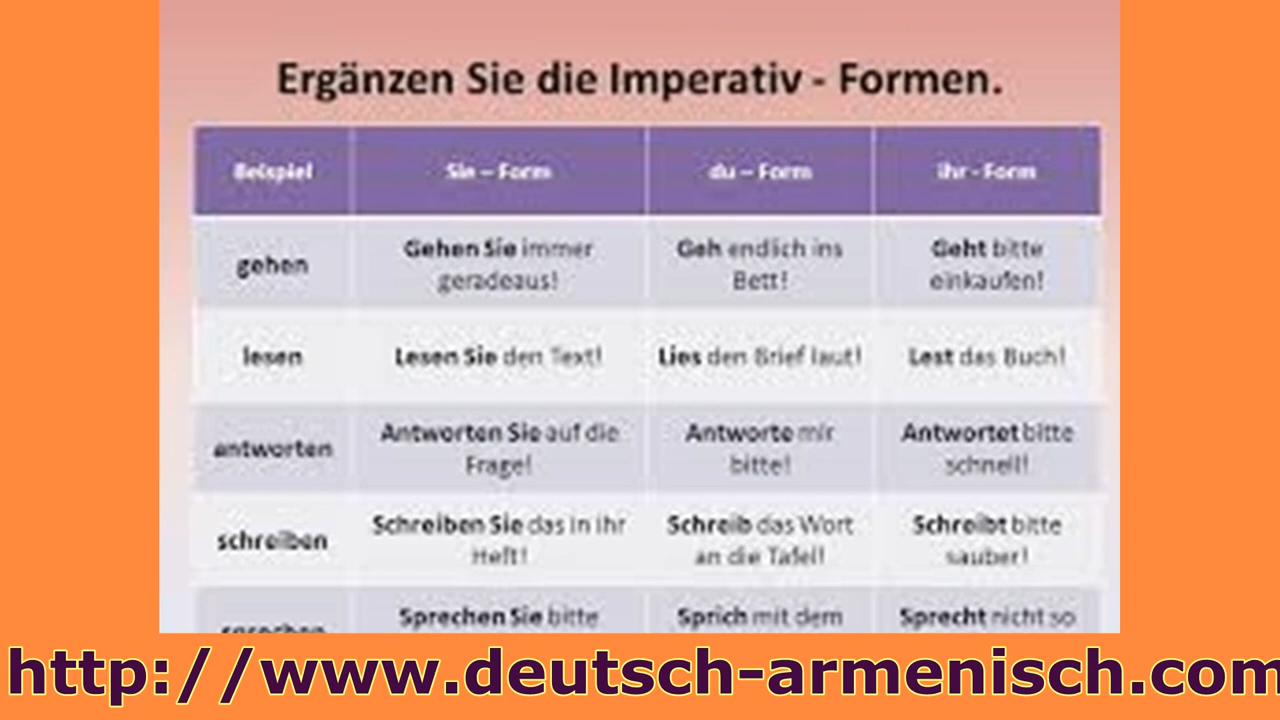 Ergänzen Sie die Imperativ - Formen.
Beispiel Sie – Form du – Form ihr - Form
gehen Gehen Sie immer geradeaus! Geh endlich ins Bett! Geht bitte einkaufen!
lesen Lesen Sie den Text! Lies den Brief laut! Lest das Buch!
antworten Antworten Sie auf die Frage! Antworte mir bitte! Antwortet bitte schnell!
schreiben Schreiben Sie das in ihr Heft! Schreib das Wort an die Tafel! Schreibt bitte sauber!
sprechen Sprechen Sie bitte Sprich mit dem Sprecht nicht so
http://www.deutsch-armenisch.com